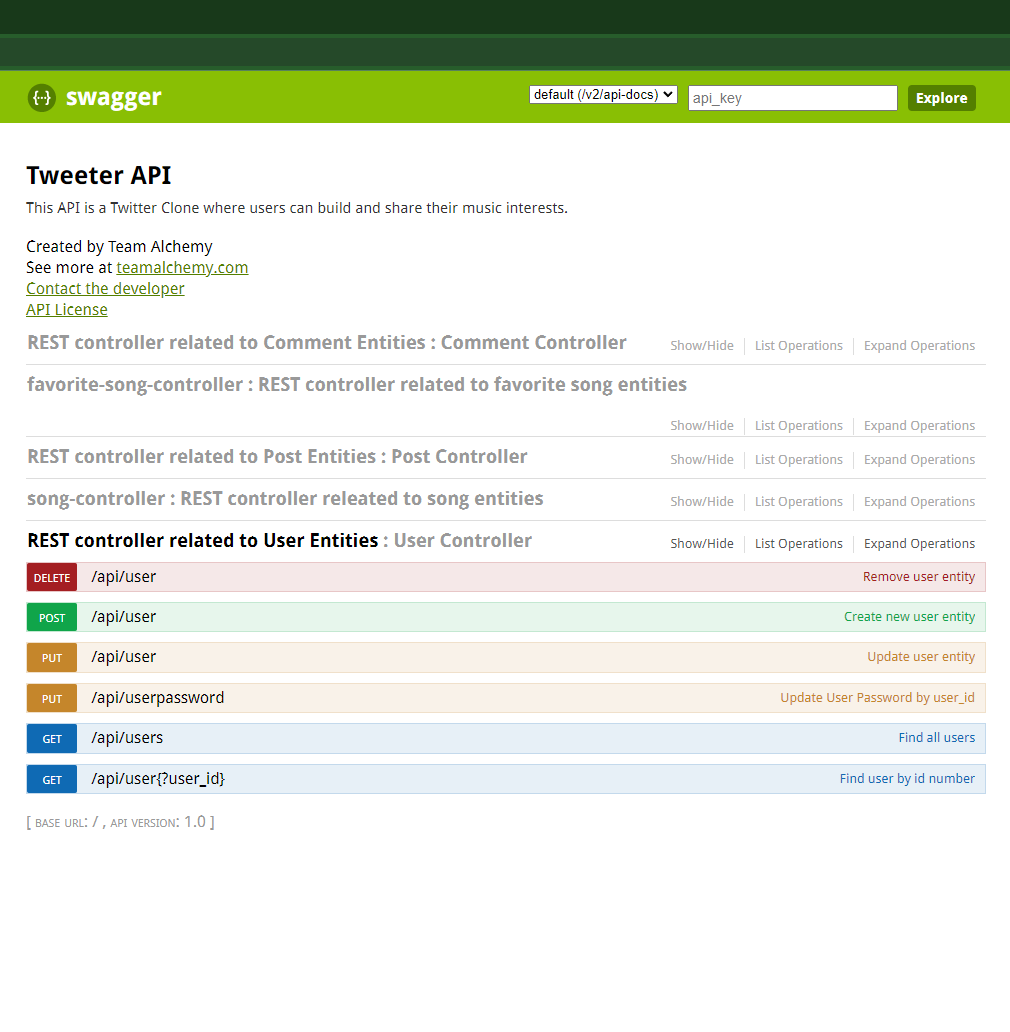 {···} swagger default (/v2/api-docs) api_key Explore
Tweeter API
This API is a Twitter Clone where users can build and share their music interests.
Created by Team Alchemy
See more at teamalchemy.com
Contact the developer
API License
REST controller related to Comment Entities : Comment Controller Show/Hide List Operations Expand Operations
favorite-song-controller : REST controller related to favorite song entities
Show/Hide List Operations Expand Operations
REST controller related to Post Entities : Post Controller Show/Hide List Operations Expand Operations
song-controller : REST controller releated to song entities Show/Hide List Operations Expand Operations
REST controller related to User Entities : User Controller Show/Hide List Operations Expand Operations
DELETE /api/user Remove user entity
POST /api/user Create new user entity
PUT /api/user Update user entity
PUT /api/userpassword Update User Password by user_id
GET /api/users Find all users
GET /api/user{?user_id} Find user by id number
[ BASE URL: / , API VERSION: 1.0 ]